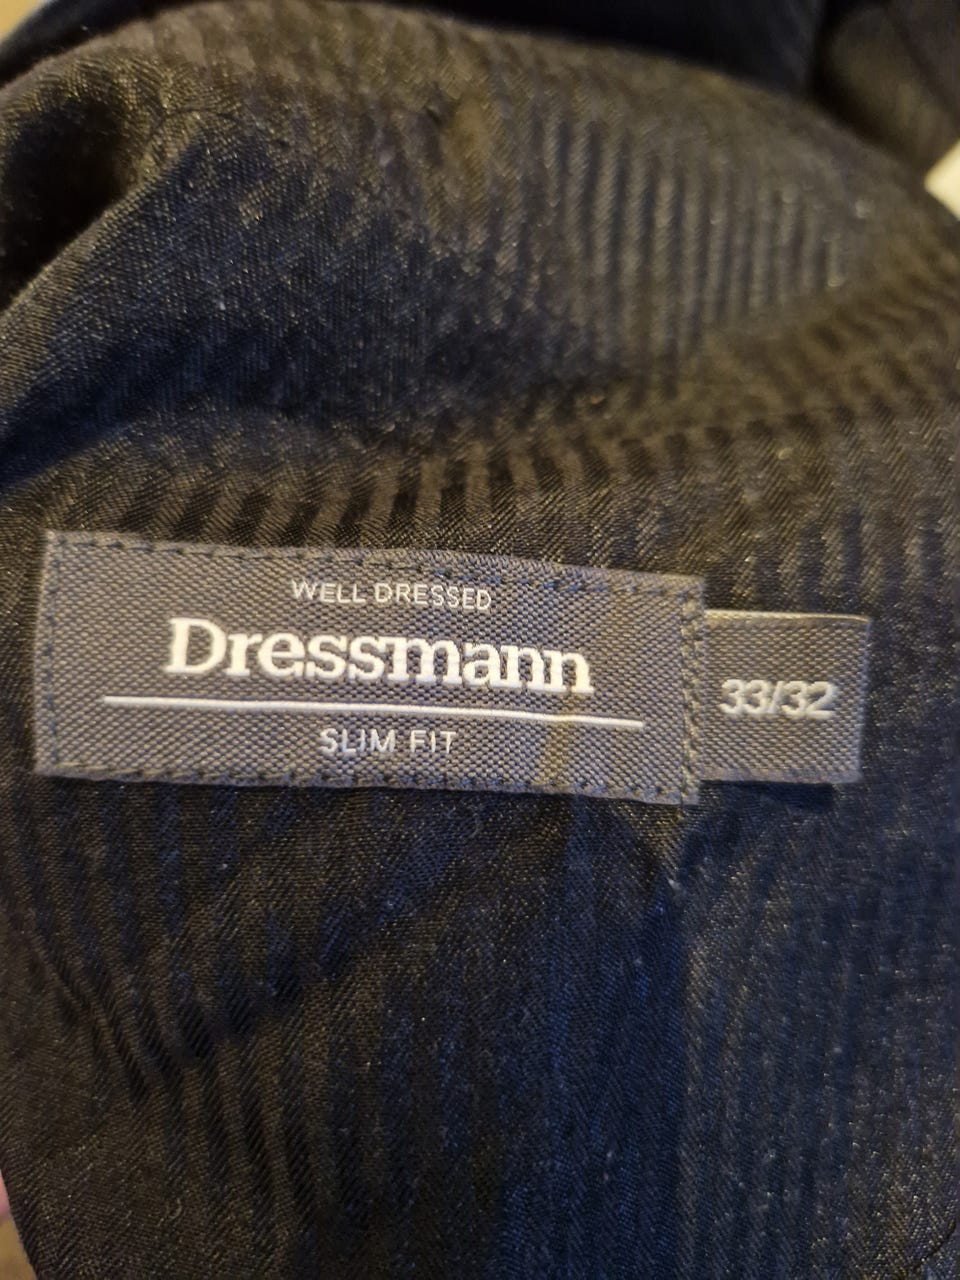 WELL DRESSED
Dressmann
SLIM FIT
33/32